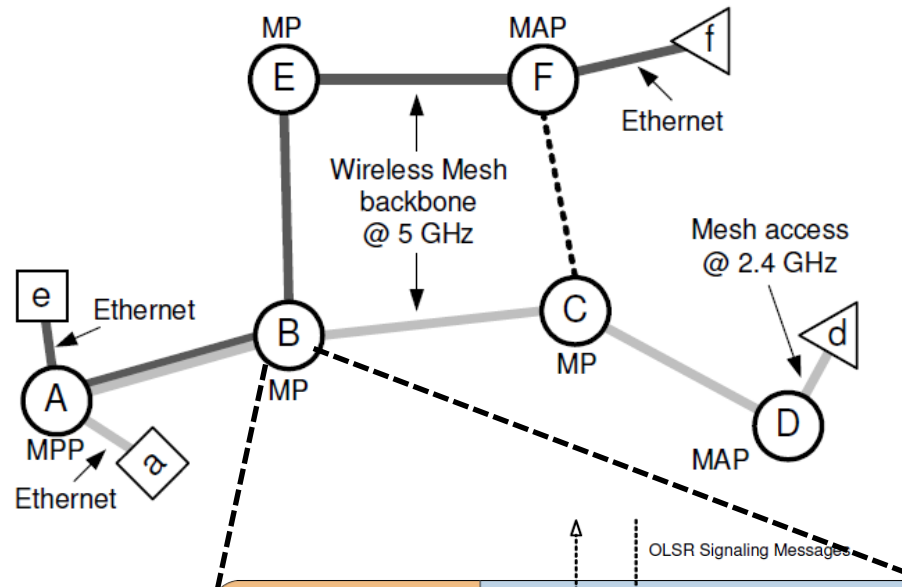 MP
MAP
E
F
f
Ethernet
Wireless Mesh
backbone
@ 5 GHz
Mesh access
@ 2.4 GHz
e
Ethernet
B
C
d
MP
MP
A
MPP
D
MAP
a
Ethernet
OLSR Signaling Messages